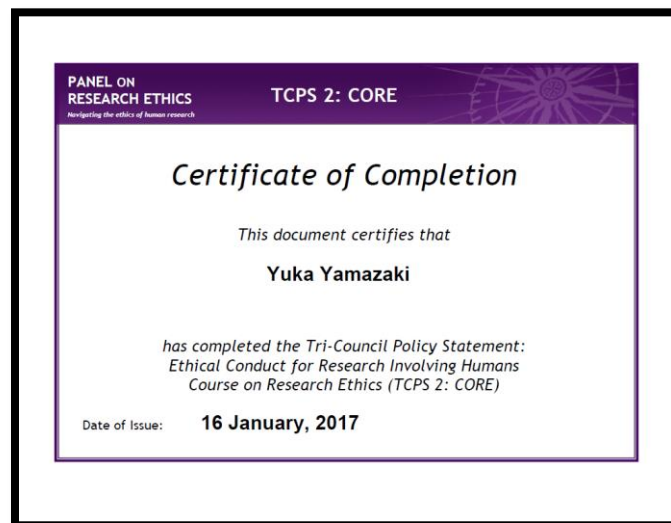 PANEL ON
RESEARCH ETHICS
Navigating the ethics of human research
TCPS 2: CORE
Certificate of Completion
This document certifies that
Yuka Yamazaki
has completed the Tri-Council Policy Statement:
Ethical Conduct for Research Involving Humans
Course on Research Ethics (TCPS 2: CORE)
Date of Issue: 16 January, 2017